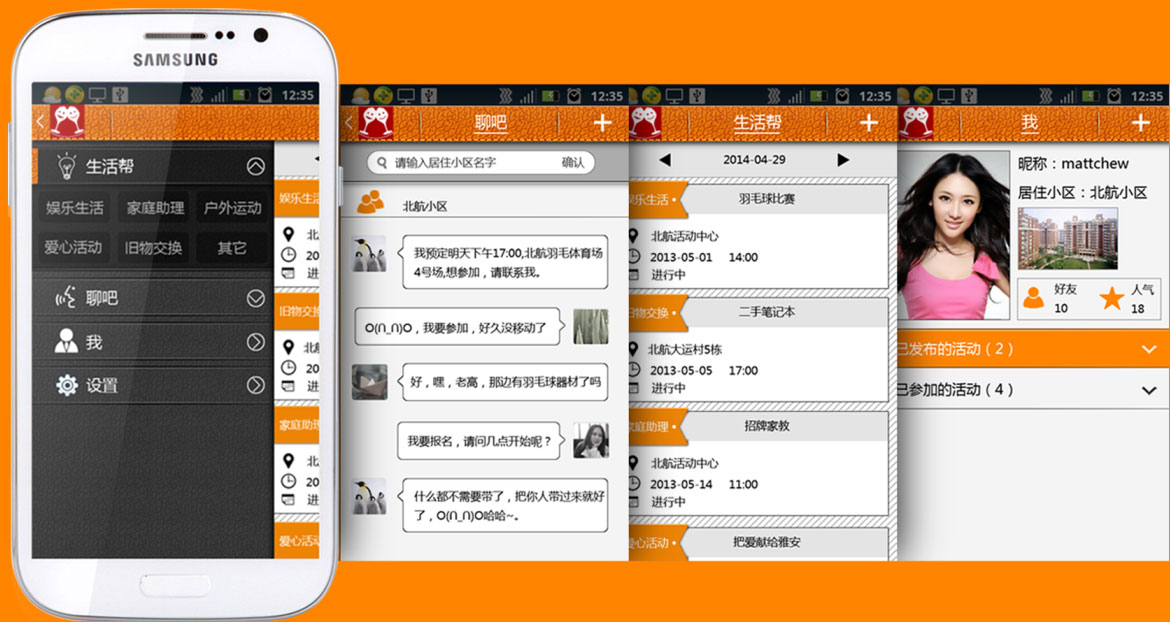 SAMSUNG
12:35
生活帮
娱乐生活
家庭助理
户外运动
爱心活动
旧物交换
其它
聊吧
我
设置
娱乐生
北
20
进
旧物交
北
20
进
家庭助
北
20
进
爱心活
12:35
聊吧
请输入居住小区名字
确认
北航小区
我预定明天下午17:00,北航羽毛体育场
4号场,想参加，请联系我。
O(∩_∩)O，我要参加，好久没移动了
好，嘿，老高，那边有羽毛球器材了吗
我要报名，请问几点开始呢？
什么都不需要带了，把你人带过来就好
了，O(∩_∩)O哈哈~。
12:35
生活帮
2014-04-29
乐生活
羽毛球比赛
北航活动中心
2013-05-01 14:00
进行中
旧物交换
二手笔记本
北航大运村5栋
2013-05-05 17:00
进行中
庭助理
招牌家教
北航活动中心
2013-05-14 11:00
进行中
心活动
把爱献给雅安
12:35
我
昵称：mattchew
居住小区：北航小区
好友
10
人气
18
已发布的活动（2）
已参加的活动（4）